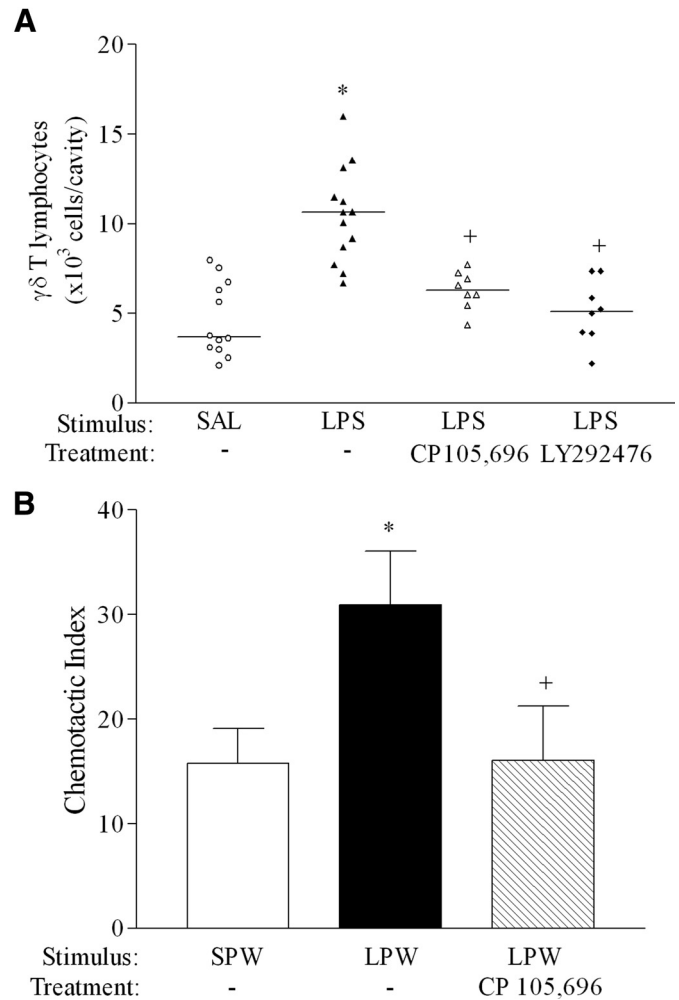 A
20
15
10
5
0
γδ T lymphocytes
(x10³ cells/cavity)
*
+
+
Stimulus: SAL LPS LPS LPS
Treatment: - - CP105,696 LY292476
B
40
30
20
10
0
Chemotactic Index
*
+
Stimulus: SPW LPW LPW
Treatment: - - CP 105,696